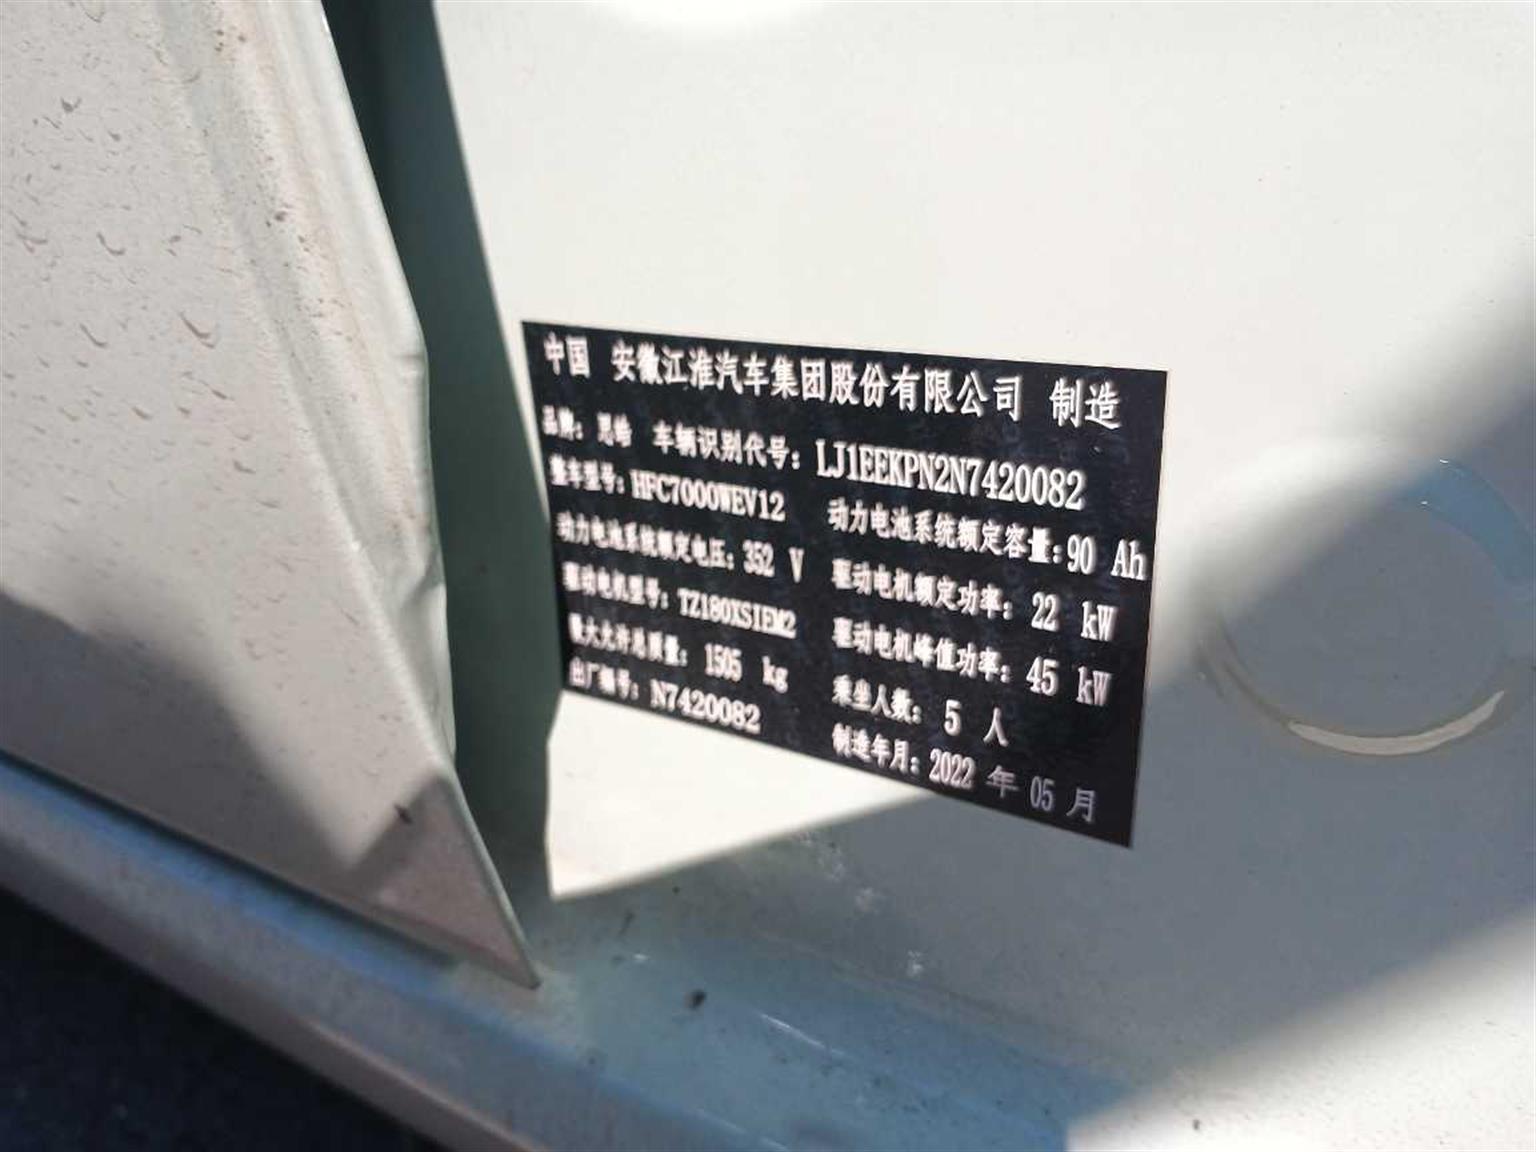 中国 安徽江淮汽车集团股份有限公司 制造
品牌: 思皓 车辆识别代号: LJ1EEKPN2N7420082
整车型号: HFC7000WEV12 动力电池系统额定容量: 90 Ah
动力电池系统额定电压: 352 V 驱动电机额定功率: 22 kW
驱动电机型号: TZ180XSIEM2 驱动电机峰值功率: 45 kW
最大允许总质量: 1505 kg 乘坐人数: 5 人
出厂编号: N7420082 制造年月: 2022 年 05 月